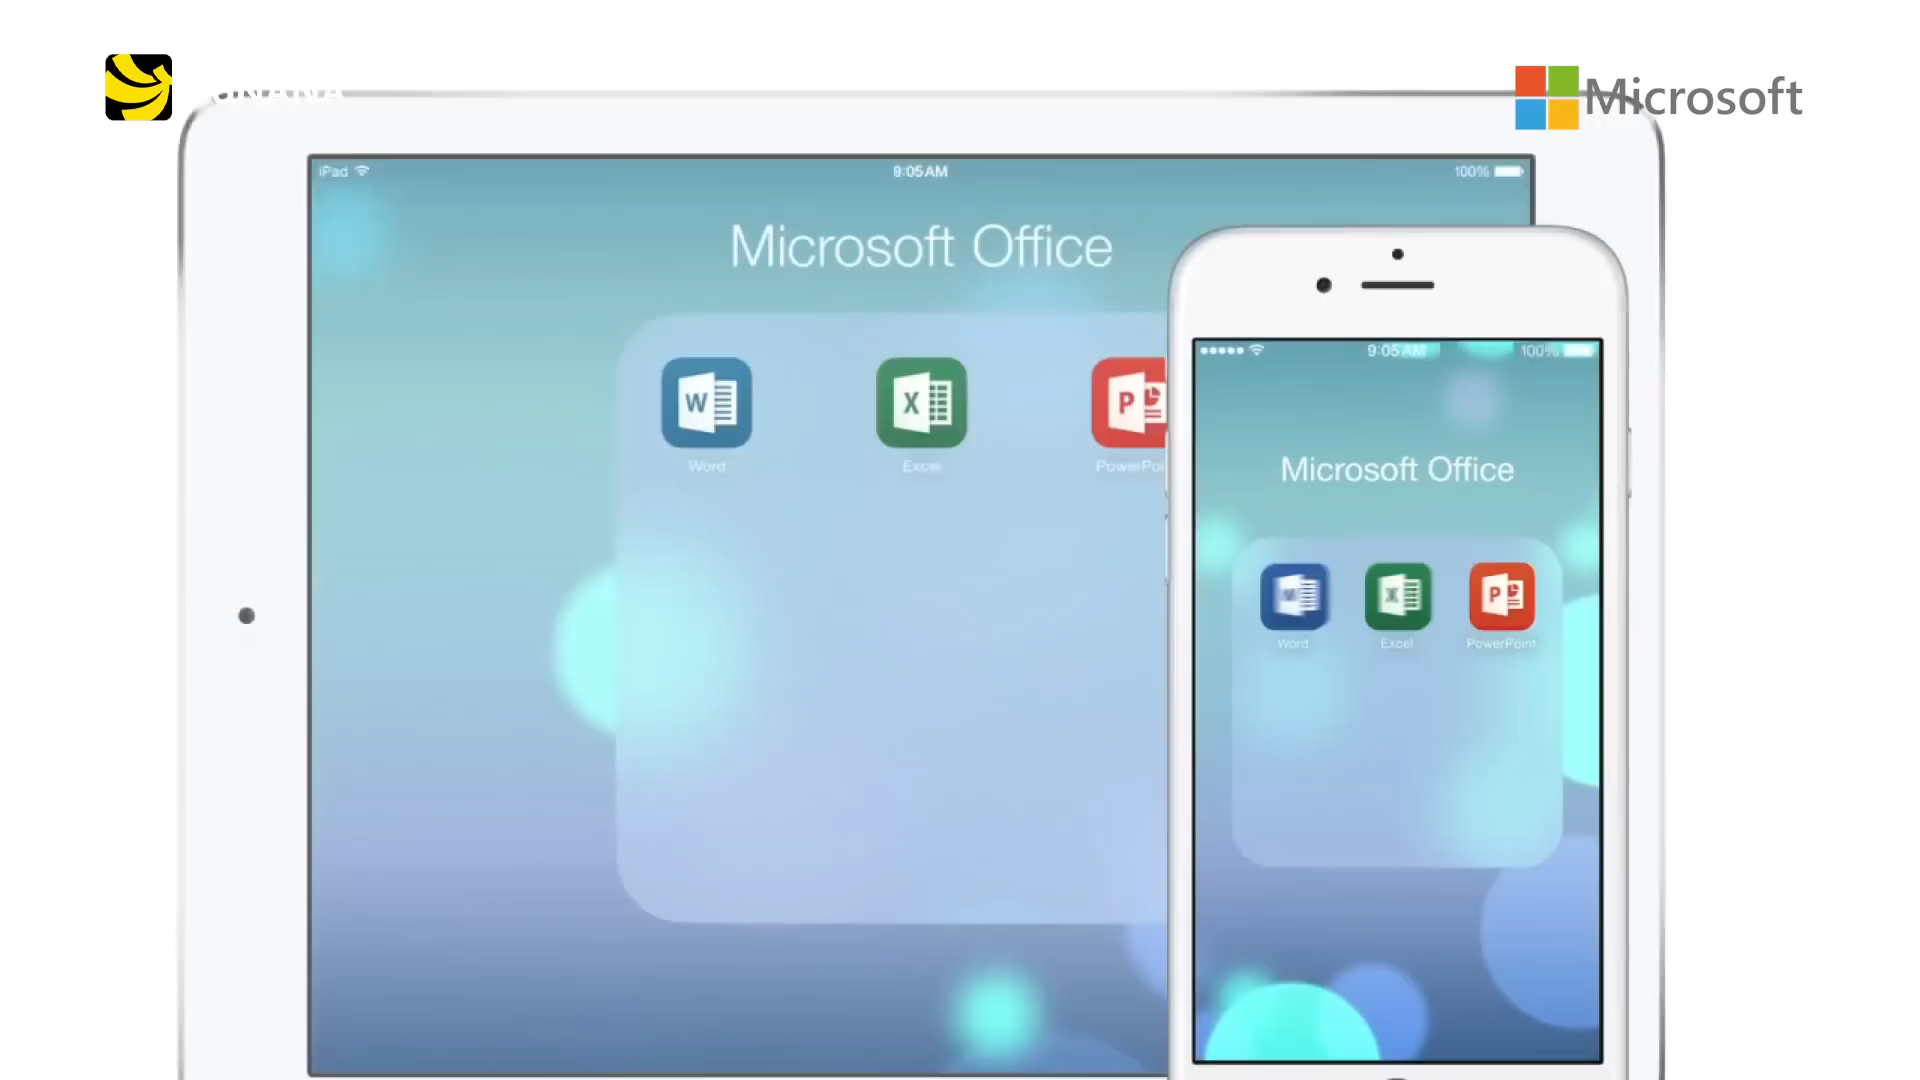 Microsoft
iPad
9:05 AM
100%
Microsoft Office
W
X
P
Word
Excel
9:05 AM
100%
Microsoft Office
X
P
Word
Excel
PowerPoint